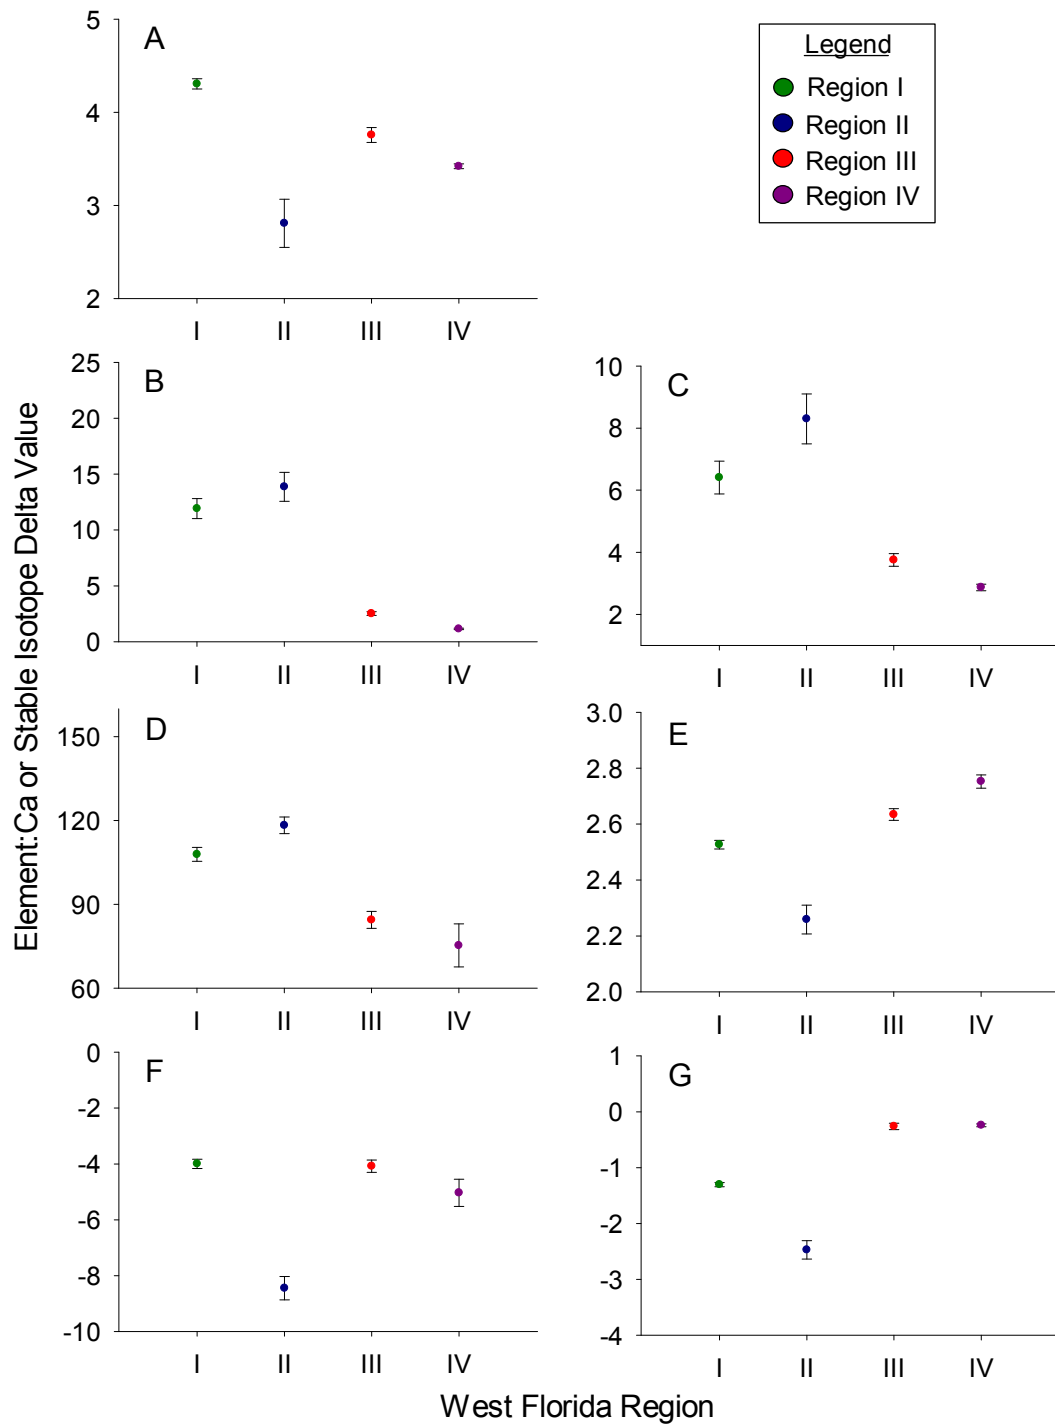 Element:Ca or Stable Isotope Delta Value
A
5
4
3
2
I II III IV
Legend
Region I
Region II
Region III
Region IV
B
25
20
15
10
5
0
I II III IV
C
10
8
6
4
2
I II III IV
D
150
120
90
60
I II III IV
E
3.0
2.8
2.6
2.4
2.2
2.0
I II III IV
F
0
-2
-4
-6
-8
-10
I II III IV
G
1
0
-1
-2
-3
-4
I II III IV
West Florida Region